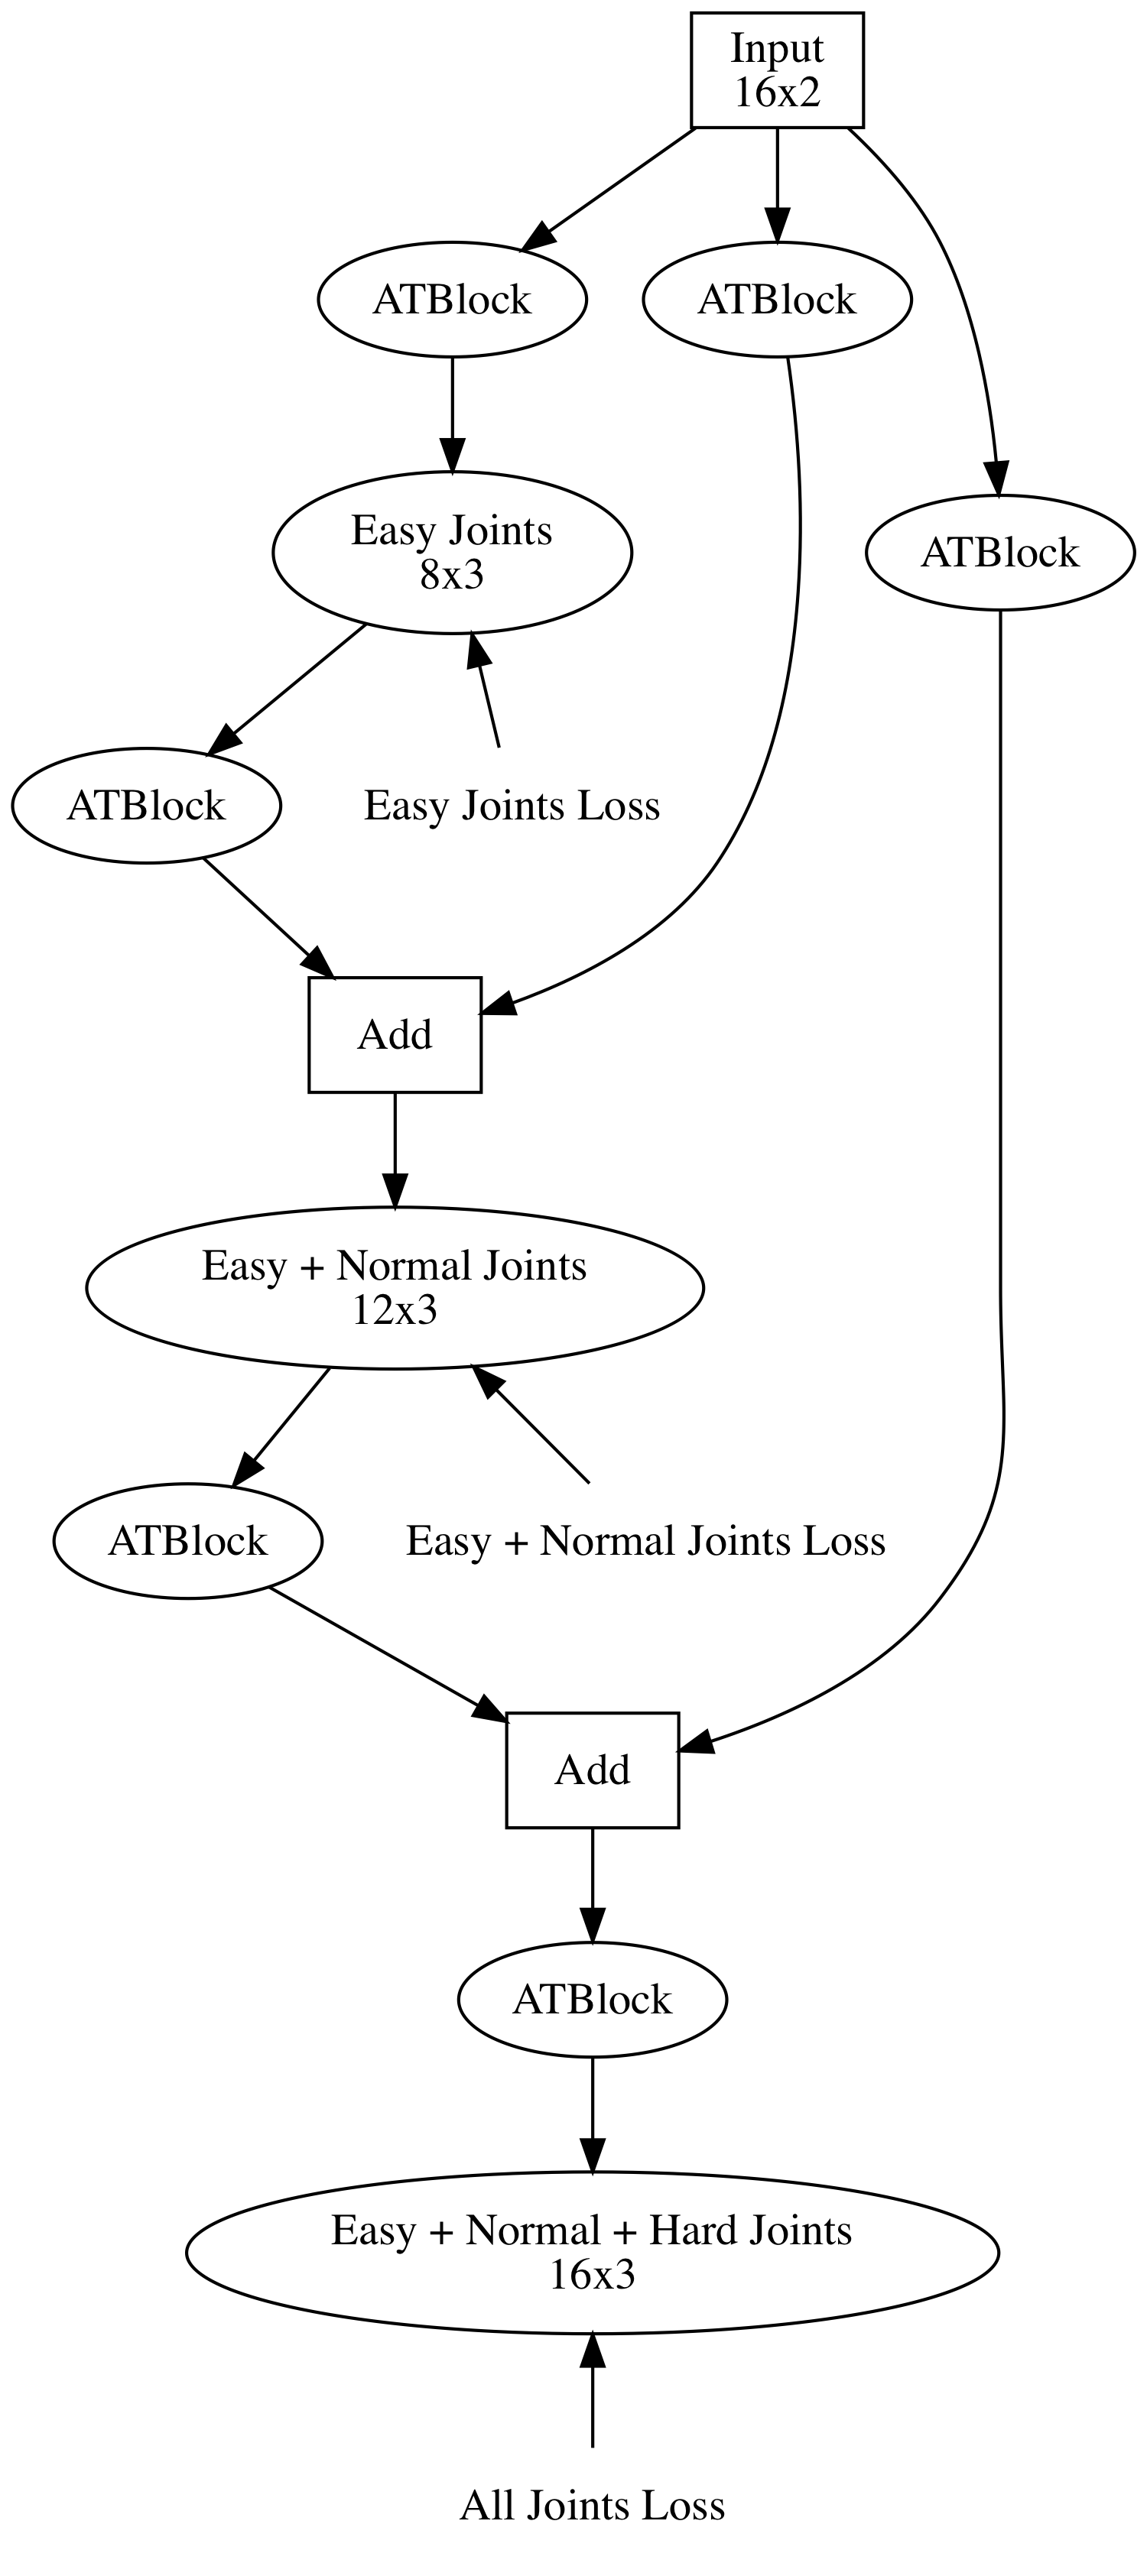 Input
16x2
ATBlock
ATBlock
Easy Joints
8x3
ATBlock
ATBlock
Easy Joints Loss
Add
Easy + Normal Joints
12x3
ATBlock
Easy + Normal Joints Loss
Add
ATBlock
Easy + Normal + Hard Joints
16x3
All Joints Loss